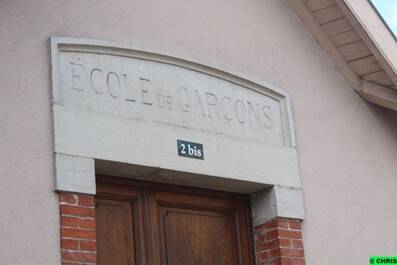 ÉCOLE DE GARÇONS
2 bis
© CHRIS